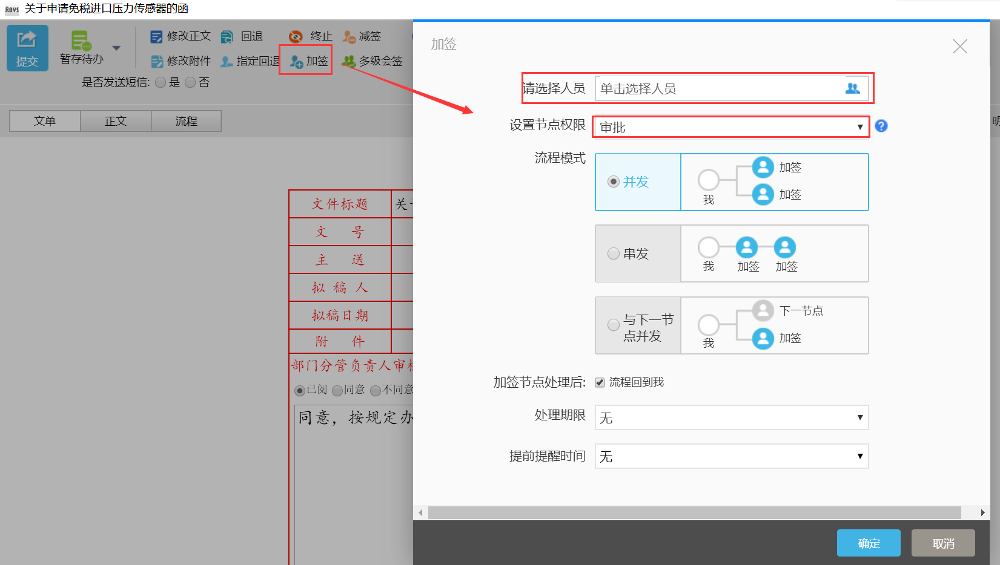 ABVS 关于申请免税进口压力传感器的函
提交
暂存待办
修改正文
回退
终止
减签
修改附件
指定回退
加签
多级会签
是否发送短信: 是 否
文单
正文
流程
明
文件标题
关于
文 号
主 送
拟 稿 人
拟稿日期
附 件
部门分管负责人审核
已阅 同意 不同意
同意，按规定办
加签
请选择人员 单击选择人员
设置节点权限 审批
?
流程模式
并发
我
加签
加签
串发
我
加签
加签
与下一节
点并发
我
下一节点
加签
加签节点处理后: 流程回到我
处理期限 无
提前提醒时间 无
确定
取消